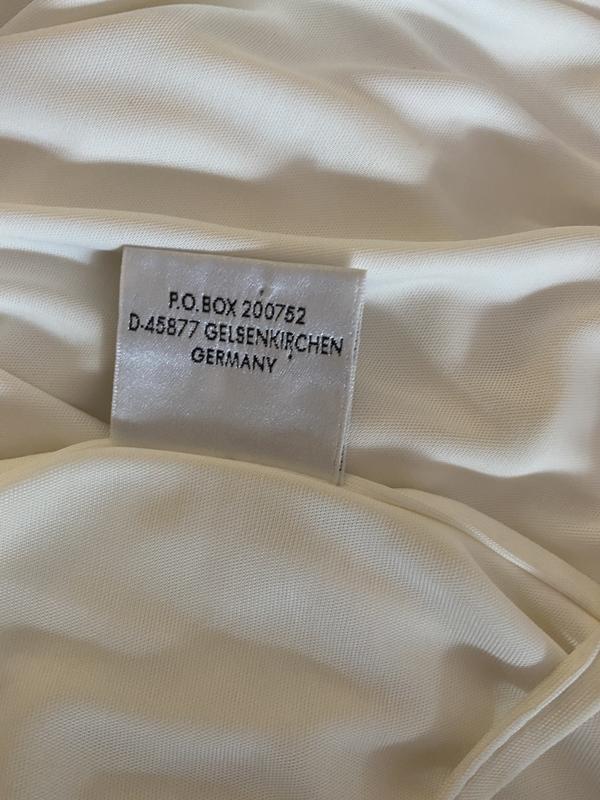 P.O. BOX 200752
D-45877 GELSENKIRCHEN
GERMANY